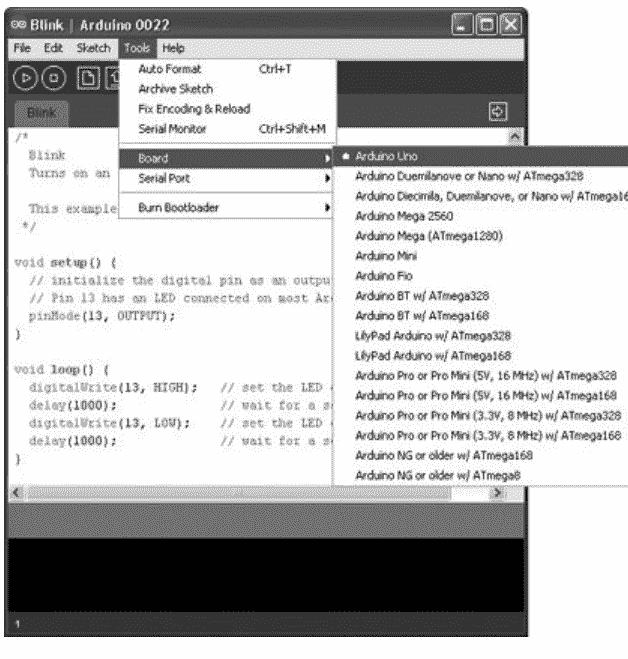 Blink | Arduino 0022
File Edit Sketch Tools Help
Auto Format Ctrl+T
Archive Sketch
Fix Encoding & Reload
Serial Monitor Ctrl+Shift+M
Board
Serial Port
Burn Bootloader
Arduino Uno
Arduino Duemilanove or Nano w/ ATmega328
Arduino Diecimila, Duemilanove, or Nano w/ ATmega16
Arduino Mega 2560
Arduino Mega (ATmega1280)
Arduino Mini
Arduino Fio
Arduino BT w/ ATmega328
Arduino BT w/ ATmega168
LilyPad Arduino w/ ATmega328
LilyPad Arduino w/ ATmega168
Arduino Pro or Pro Mini (5V, 16 MHz) w/ ATmega328
Arduino Pro or Pro Mini (5V, 16 MHz) w/ ATmega168
Arduino Pro or Pro Mini (3.3V, 8 MHz) w/ ATmega328
Arduino Pro or Pro Mini (3.3V, 8 MHz) w/ ATmega168
Arduino NG or older w/ ATmega168
Arduino NG or older w/ ATmega8
Blink
/*
Blink
Turns on an
This example
*/
void setup() {
// initialize the digital pin as an outpu
// Pin 13 has an LED connected on most Ar
pinMode(13, OUTPUT);
}
void loop() {
digitalWrite(13, HIGH); // set the LED
delay(1000); // wait for a s
digitalWrite(13, LOW); // set the LED
delay(1000); // wait for a s
}
1